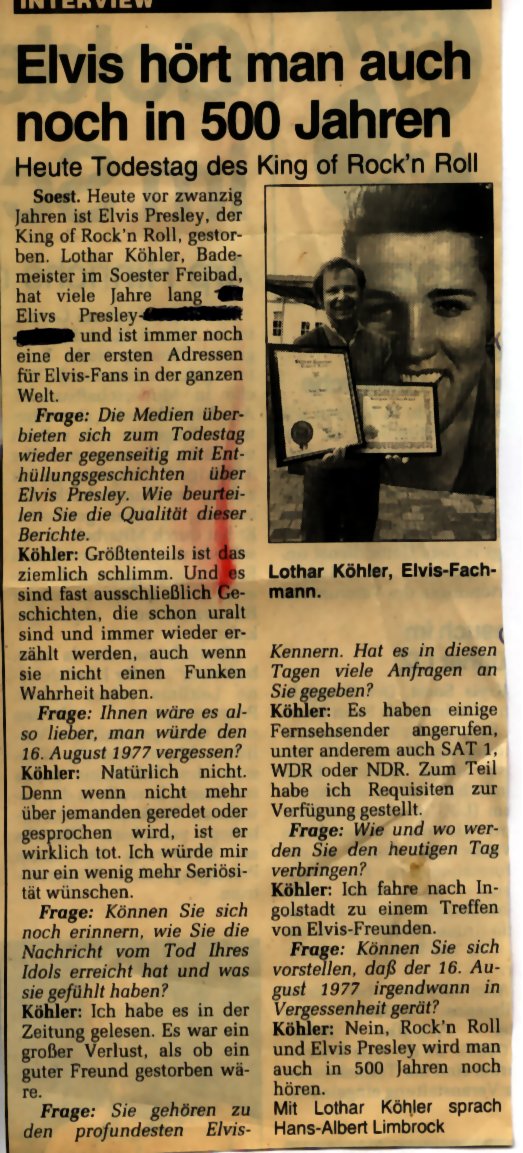 INTERVIEW
Elvis hört man auch
noch in 500 Jahren
Heute Todestag des King of Rock'n Roll
Soest. Heute vor zwanzig
Jahren ist Elvis Presley, der
King of Rock'n Roll, gestor-
ben. Lothar Köhler, Bade-
meister im Soester Freibad,
hat viele Jahre lang
Elivs Presley-
und ist immer noch
eine der ersten Adressen
für Elvis-Fans in der ganzen
Welt.
Frage: Die Medien über-
bieten sich zum Todestag
wieder gegenseitig mit Ent-
hüllungsgeschichten über
Elvis Presley. Wie beurtei-
len Sie die Qualität dieser
Berichte.
Köhler: Größtenteils ist das
ziemlich schlimm. Und es
sind fast ausschließlich Ge-
schichten, die schon uralt
sind und immer wieder er-
zählt werden, auch wenn
sie nicht einen Funken
Wahrheit haben.
Frage: Ihnen wäre es al-
so lieber, man würde den
16. August 1977 vergessen?
Köhler: Natürlich nicht.
Denn wenn nicht mehr
über jemanden geredet oder
gesprochen wird, ist er
wirklich tot. Ich würde mir
nur ein wenig mehr Seriösi-
tät wünschen.
Frage: Können Sie sich
noch erinnern, wie Sie die
Nachricht vom Tod Ihres
Idols erreicht hat und was
sie gefühlt haben?
Köhler: Ich habe es in der
Zeitung gelesen. Es war ein
großer Verlust, als ob ein
guter Freund gestorben wä-
re.
Frage: Sie gehören zu
den profundesten Elvis-
Lothar Köhler, Elvis-Fach-
mann.
Kennern. Hat es in diesen
Tagen viele Anfragen an
Sie gegeben?
Köhler: Es haben einige
Fernsehsender angerufen,
unter anderem auch SAT 1,
WDR oder NDR. Zum Teil
habe ich Requisiten zur
Verfügung gestellt.
Frage: Wie und wo wer-
den Sie den heutigen Tag
verbringen?
Köhler: Ich fahre nach In-
golstadt zu einem Treffen
von Elvis-Freunden.
Frage: Können Sie sich
vorstellen, daß der 16. Au-
gust 1977 irgendwann in
Vergessenheit gerät?
Köhler: Nein, Rock'n Roll
und Elvis Presley wird man
auch in 500 Jahren noch
hören.
Mit Lothar Köhler sprach
Hans-Albert Limbrock